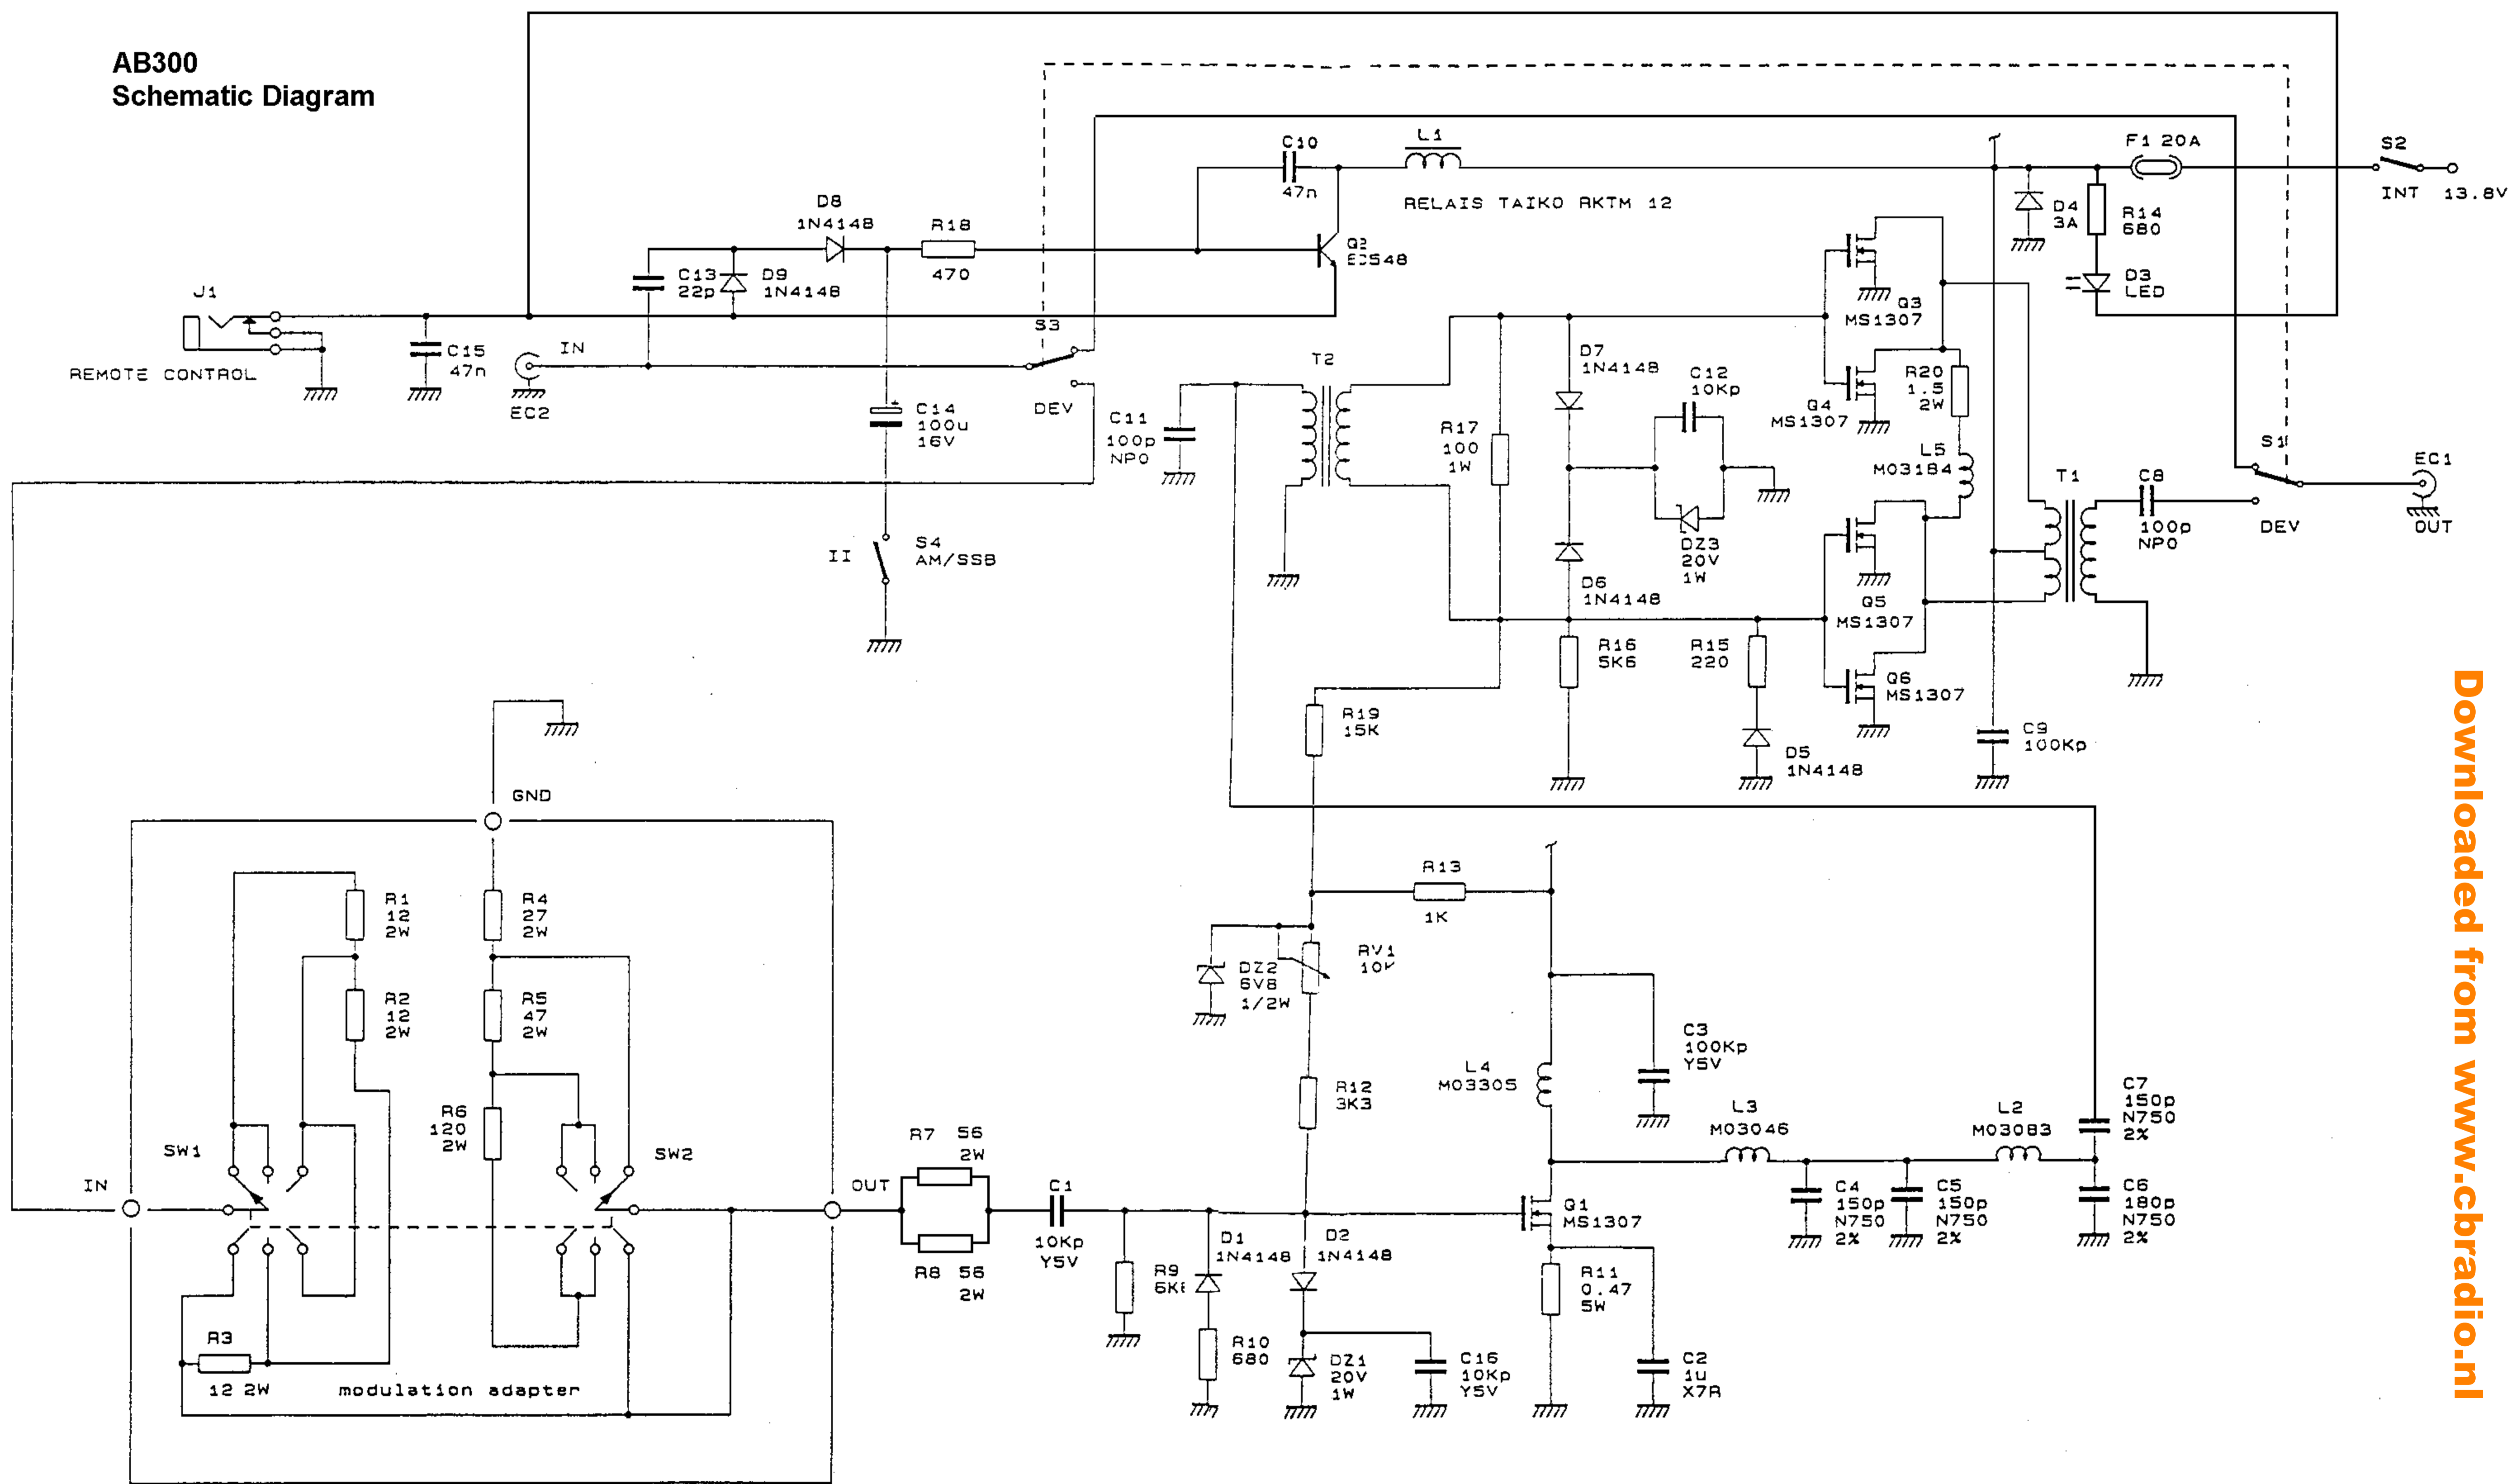 AB300
Schematic Diagram
C10
47n
L1
RELAIS TAIKO RKTM 12
F1 20A
S2
INT 13.8V
D8
1N4148
R18
470
C13
22p
D9
1N4148
Q2
D4
3A
R14
680
D3
LED
J1
REMOTE CONTROL
C15
47n
IN
EC2
S3
DEV
C14
100u
16V
+
II
S4
AM/SSB
C11
100p
NPO
T2
R17
100
1W
D7
1N4148
C12
10Kp
DZ3
20V
1W
D6
1N4148
Q3
MS1307
Q4
MS1307
R20
1.5
2W
L5
MO3184
Q5
MS1307
Q6
MS1307
T1
C8
100p
NPO
S1
DEV
EC1
OUT
R16
5K6
R15
220
D5
1N4148
C9
100Kp
R19
15K
GND
R13
1K
RV1
DZ2
6V8
1/2W
R12
3K3
L4
MO3305
C3
100Kp
Y5V
L3
MO3046
L2
MO3083
C7
150p
N750
2%
C4
150p
N750
2%
C5
150p
N750
2%
C6
180p
N750
2%
R1
12
2W
R2
12
2W
R4
27
2W
R5
47
2W
R6
120
2W
SW1
SW2
IN
OUT
R3
12 2W
modulation adapter
R7 56
2W
R8 56
2W
C1
10Kp
Y5V
R9
D1
1N4148
D2
1N4148
R10
680
DZ1
20V
1W
C16
10Kp
Y5V
Q1
MS1307
R11
0.47
5W
C2
1u
X7R
Downloaded from www.cbradio.nl